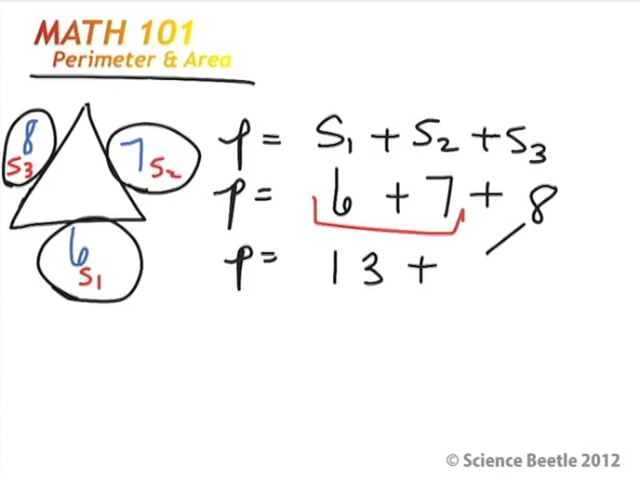 MATH 101
Perimeter & Area
8
S3
7 S2
6
S1
P = S1 + S2 + S3
P = 6 + 7 + 8
P = 13 +
© Science Beetle 2012